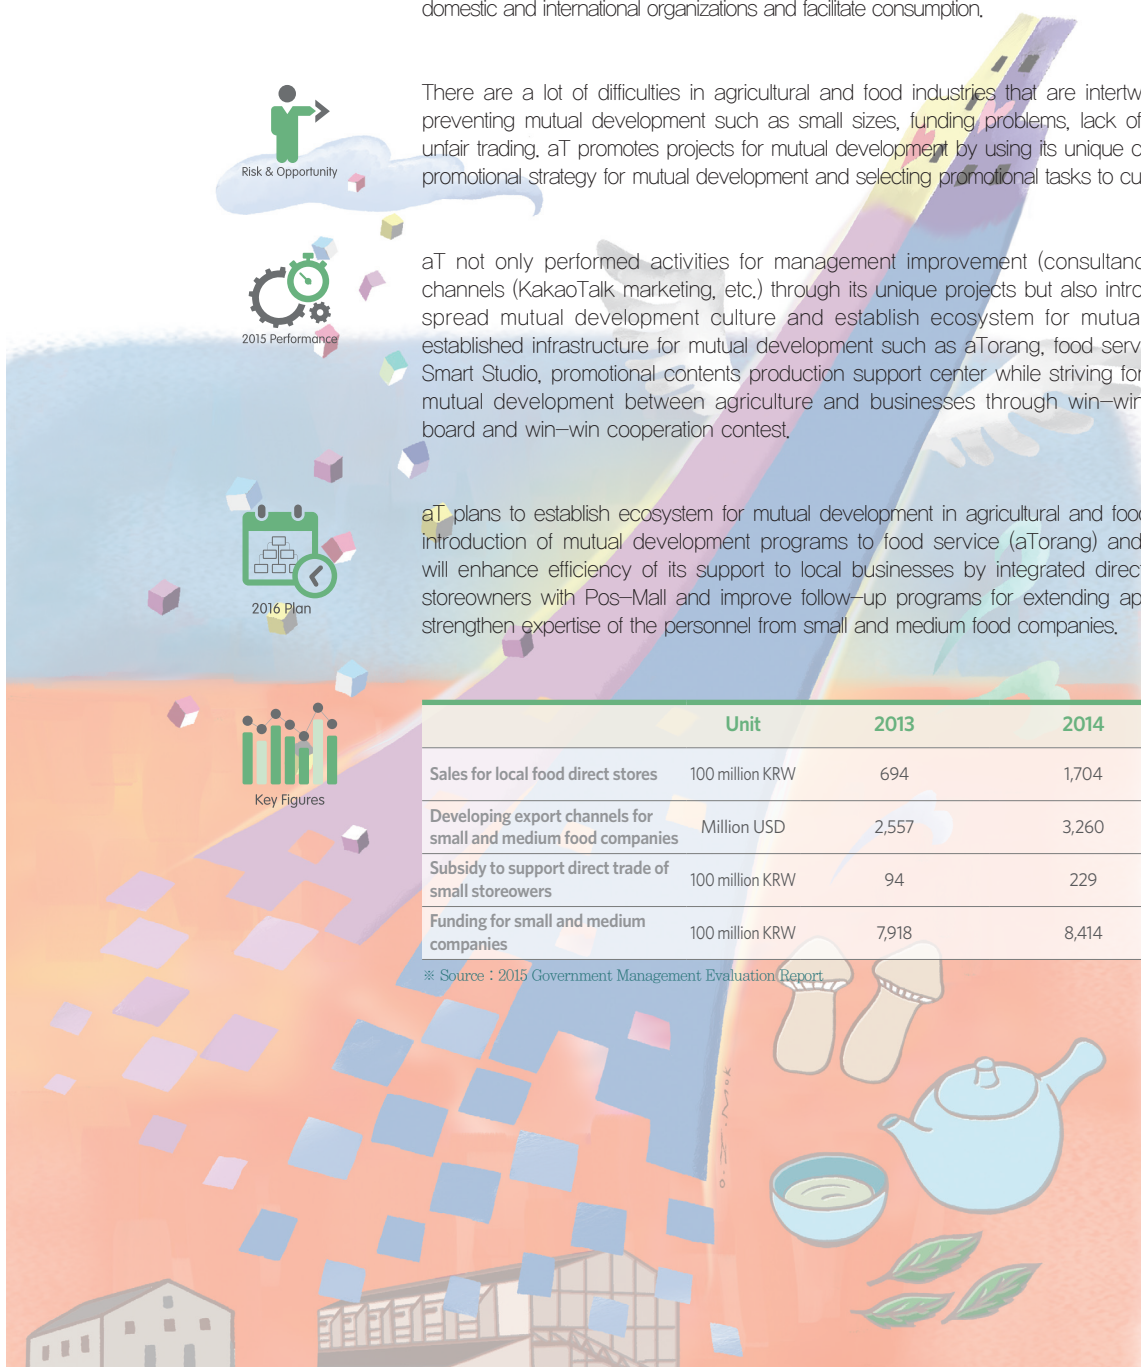 domestic and international organizations and facilitate consumption.
There are a lot of difficulties in agricultural and food industries that are
preventing mutual development such as small sizes, funding problems, lack of
unfair trading. aT promotes projects for mutual development by using its unique
promotional strategy for mutual development and selecting promotional tasks to
Risk & Opportunity
aT not only performed activities for management improvement
channels (KakaoTalk marketing, etc.) through its unique projects but also
spread mutual development culture and establish ecosystem for
established infrastructure for mutual development such as aTorang, food
Smart Studio, promotional contents production support center while striving for
mutual development between agriculture and businesses through win-win
board and win-win cooperation contest.
2015 Performance
aT plans to establish ecosystem for mutual development in agricultural and food
introduction of mutual development programs to food service (aTorang) and
will enhance efficiency of its support to local businesses by integrated
storeowners with Pos-Mall and improve follow-up programs for extending
strengthen expertise of the personnel from small and medium food companies.
2016 Plan
Key Figures
Unit 2013 2014
Sales for local food direct stores 100 million KRW 694 1,704
Developing export channels for
small and medium food companies Million USD 2,557 3,260
Subsidy to support direct trade of
small storeowers 100 million KRW 94 229
Funding for small and medium
companies 100 million KRW 7,918 8,414
※ Source : 2015 Government Management Evaluation Report